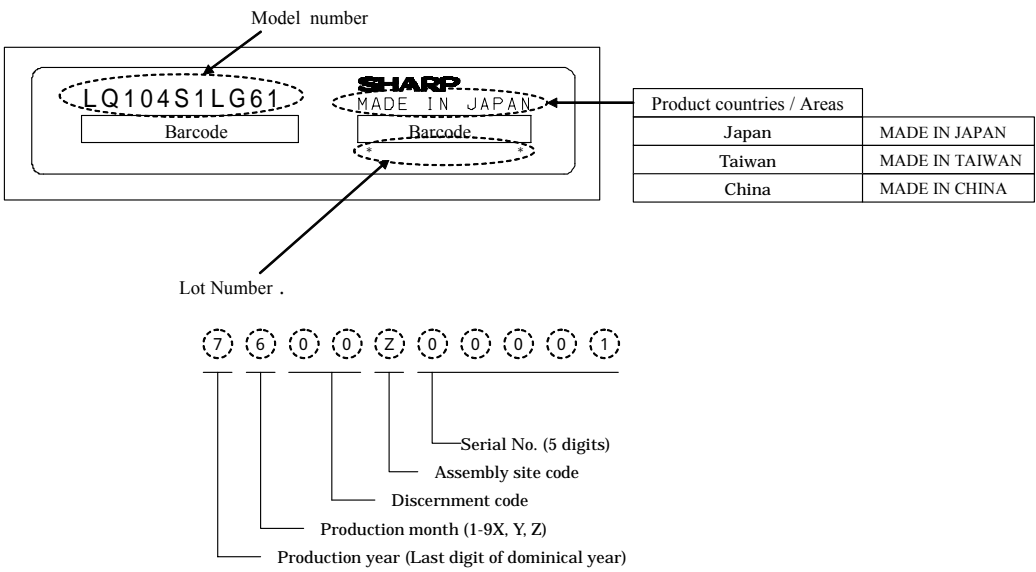 Model number
LQ104S1LG61
SHARP
MADE IN JAPAN
Barcode
Barcode
* *
Product countries / Areas
Japan MADE IN JAPAN
Taiwan MADE IN TAIWAN
China MADE IN CHINA
Lot Number .
7 6 0 0 Z 0 0 0 0 1
Serial No. (5 digits)
Assembly site code
Discernment code
Production month (1-9X, Y, Z)
Production year (Last digit of dominical year)